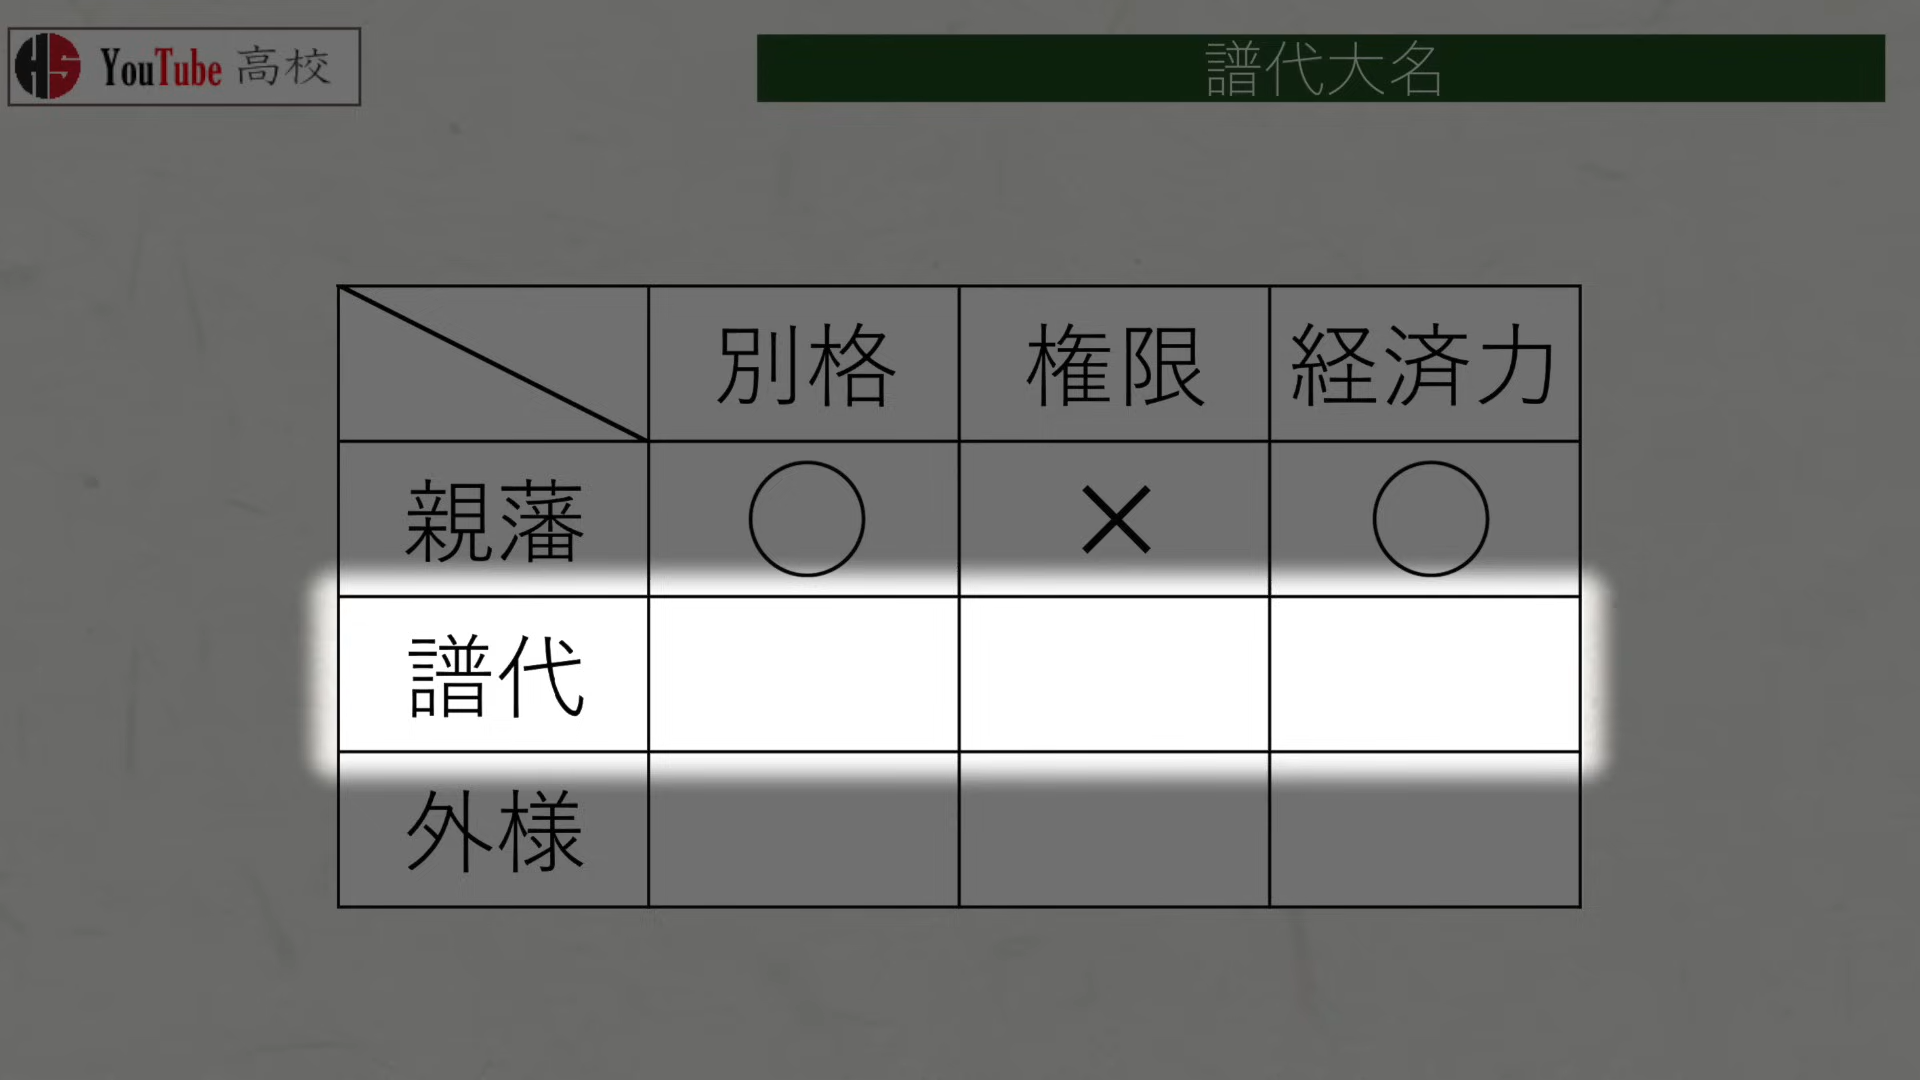 YouTube 高校
譜代大名
別格 権限 経済力
親藩 ○ × ○
譜代
外様